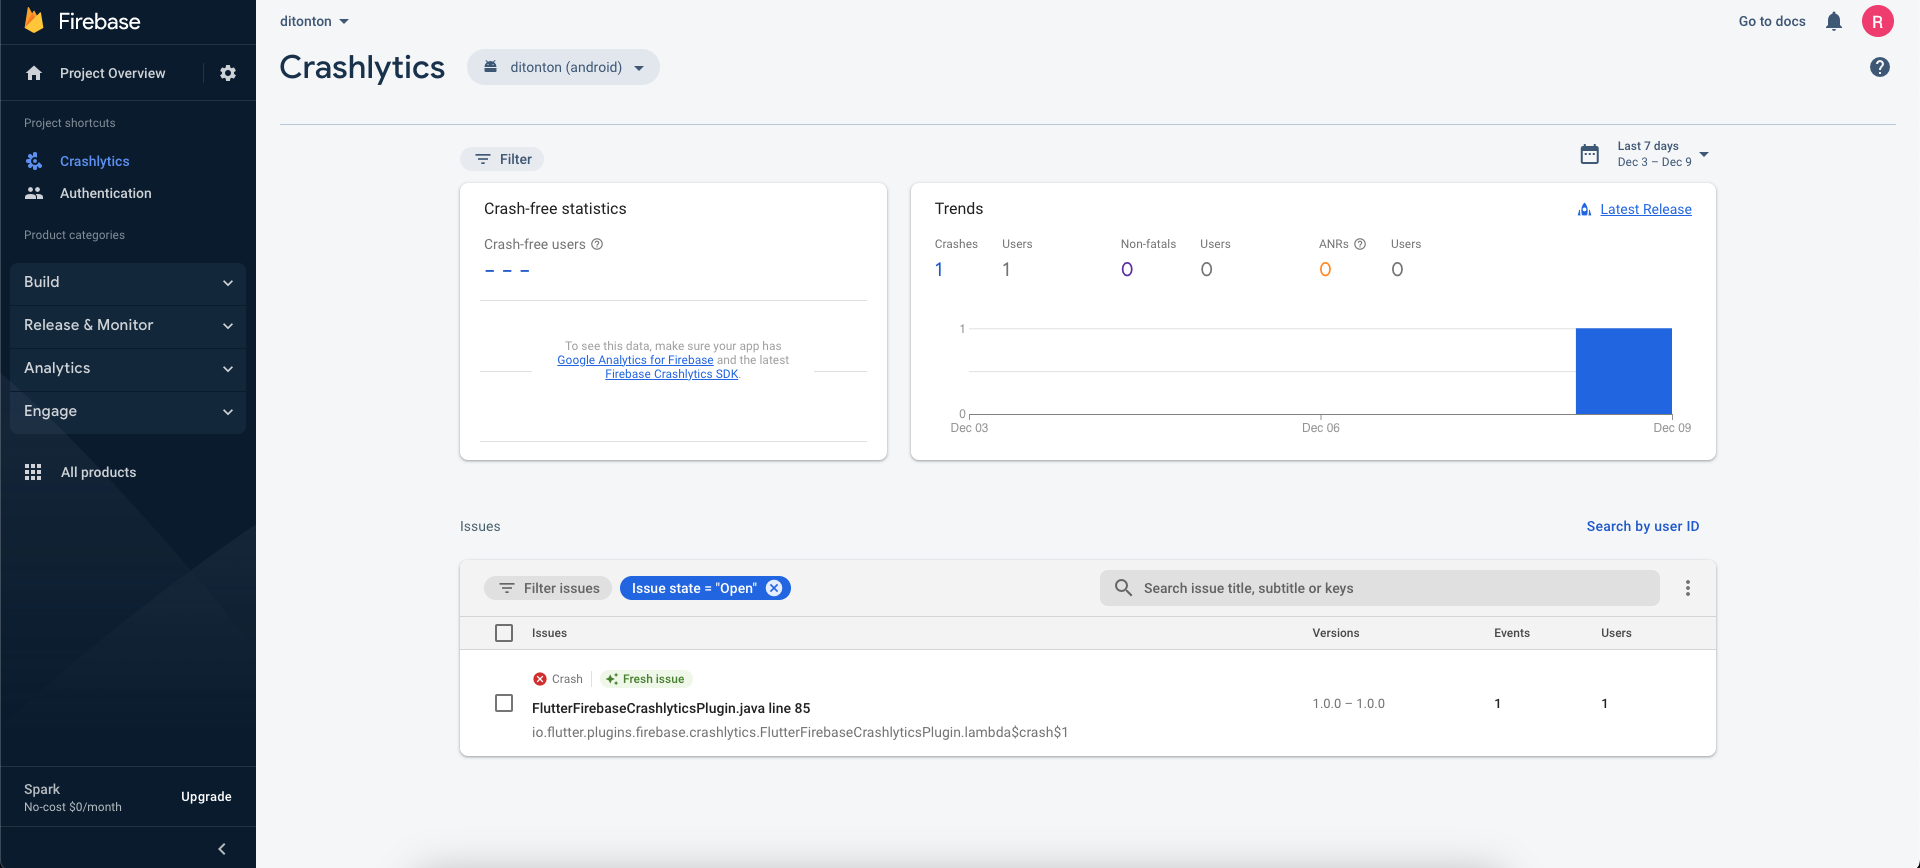 Firebase
Project Overview
Project shortcuts
Crashlytics
Authentication
Product categories
Build
Release & Monitor
Analytics
Engage
All products
Spark
No-cost $0/month
Upgrade
ditonton
Go to docs
R
Crashlytics
ditonton (android)
Filter
Last 7 days
Dec 3 – Dec 9
Crash-free statistics
Crash-free users
– – –
To see this data, make sure your app has
Google Analytics for Firebase and the latest
Firebase Crashlytics SDK.
Trends
Latest Release
Crashes Users Non-fatals Users ANRs Users
1 1 0 0 0 0
1
0
Dec 03 Dec 06 Dec 09
Issues
Search by user ID
Filter issues
Issue state = "Open"
Search issue title, subtitle or keys
Issues Versions Events Users
Crash Fresh issue
FlutterFirebaseCrashlyticsPlugin.java line 85
io.flutter.plugins.firebase.crashlytics.FlutterFirebaseCrashlyticsPlugin.lambda$crash$1
1.0.0 – 1.0.0 1 1